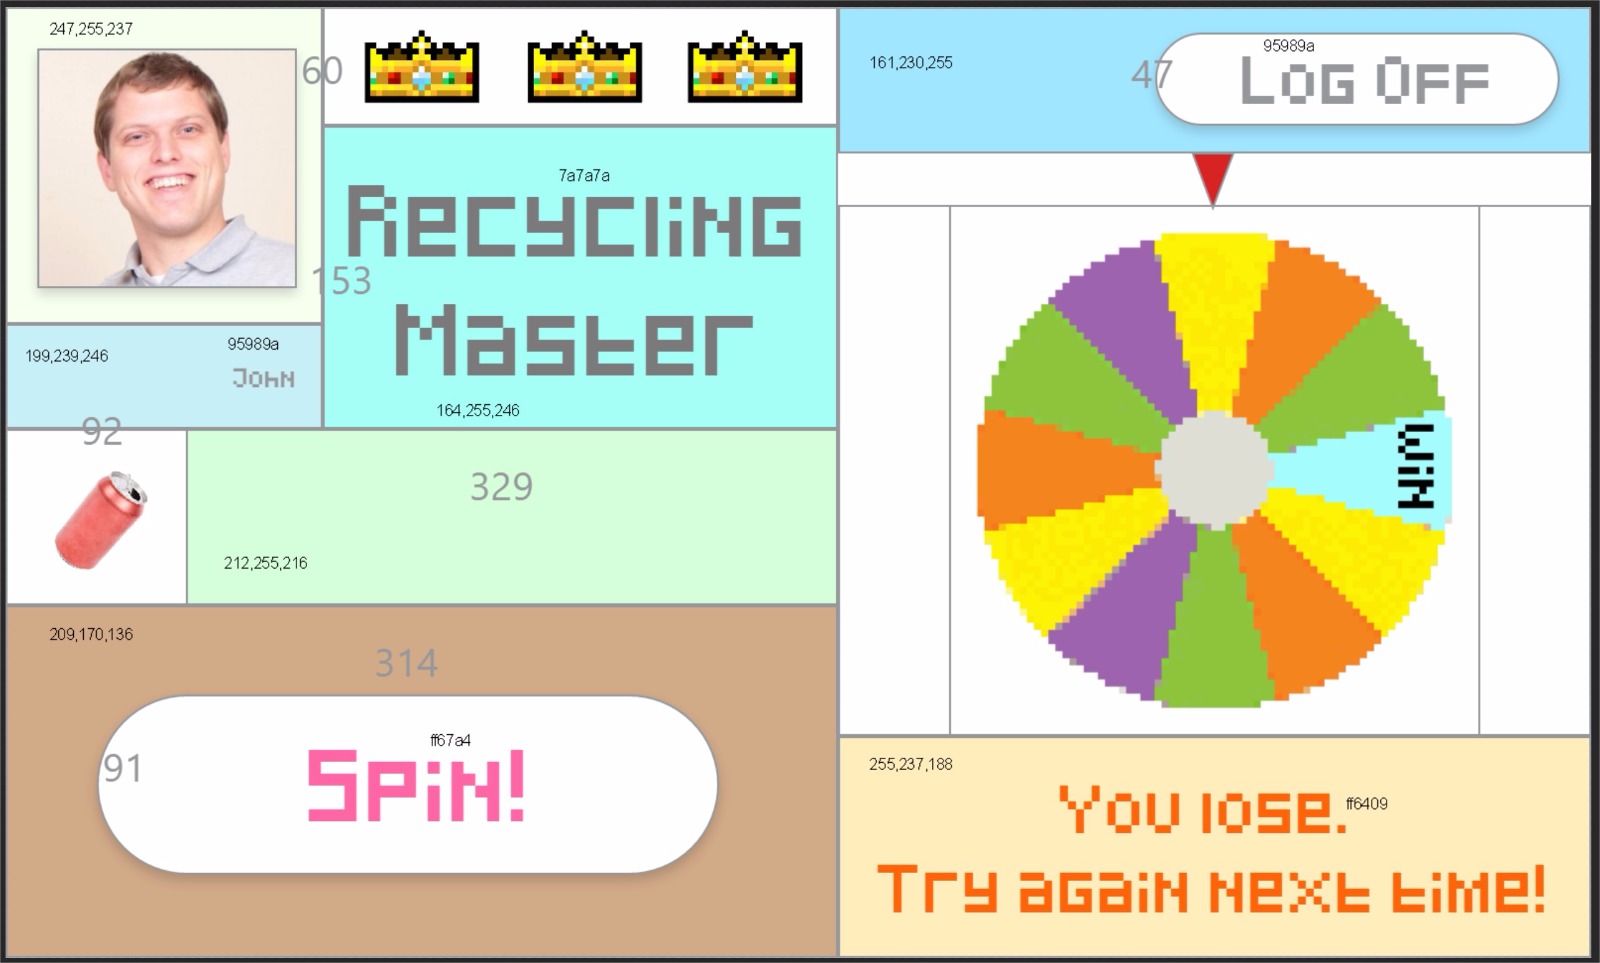 247,255,237
60
47
95989a
161,230,255
Log Off
7a7a7a
Recycling
153
Master
164,255,246
199,239,246
95989a
John
92
329
212,255,216
Win
209,170,136
314
ff67a4
91
Spin!
255,237,188
You lose.
ff6409
Try again next time!